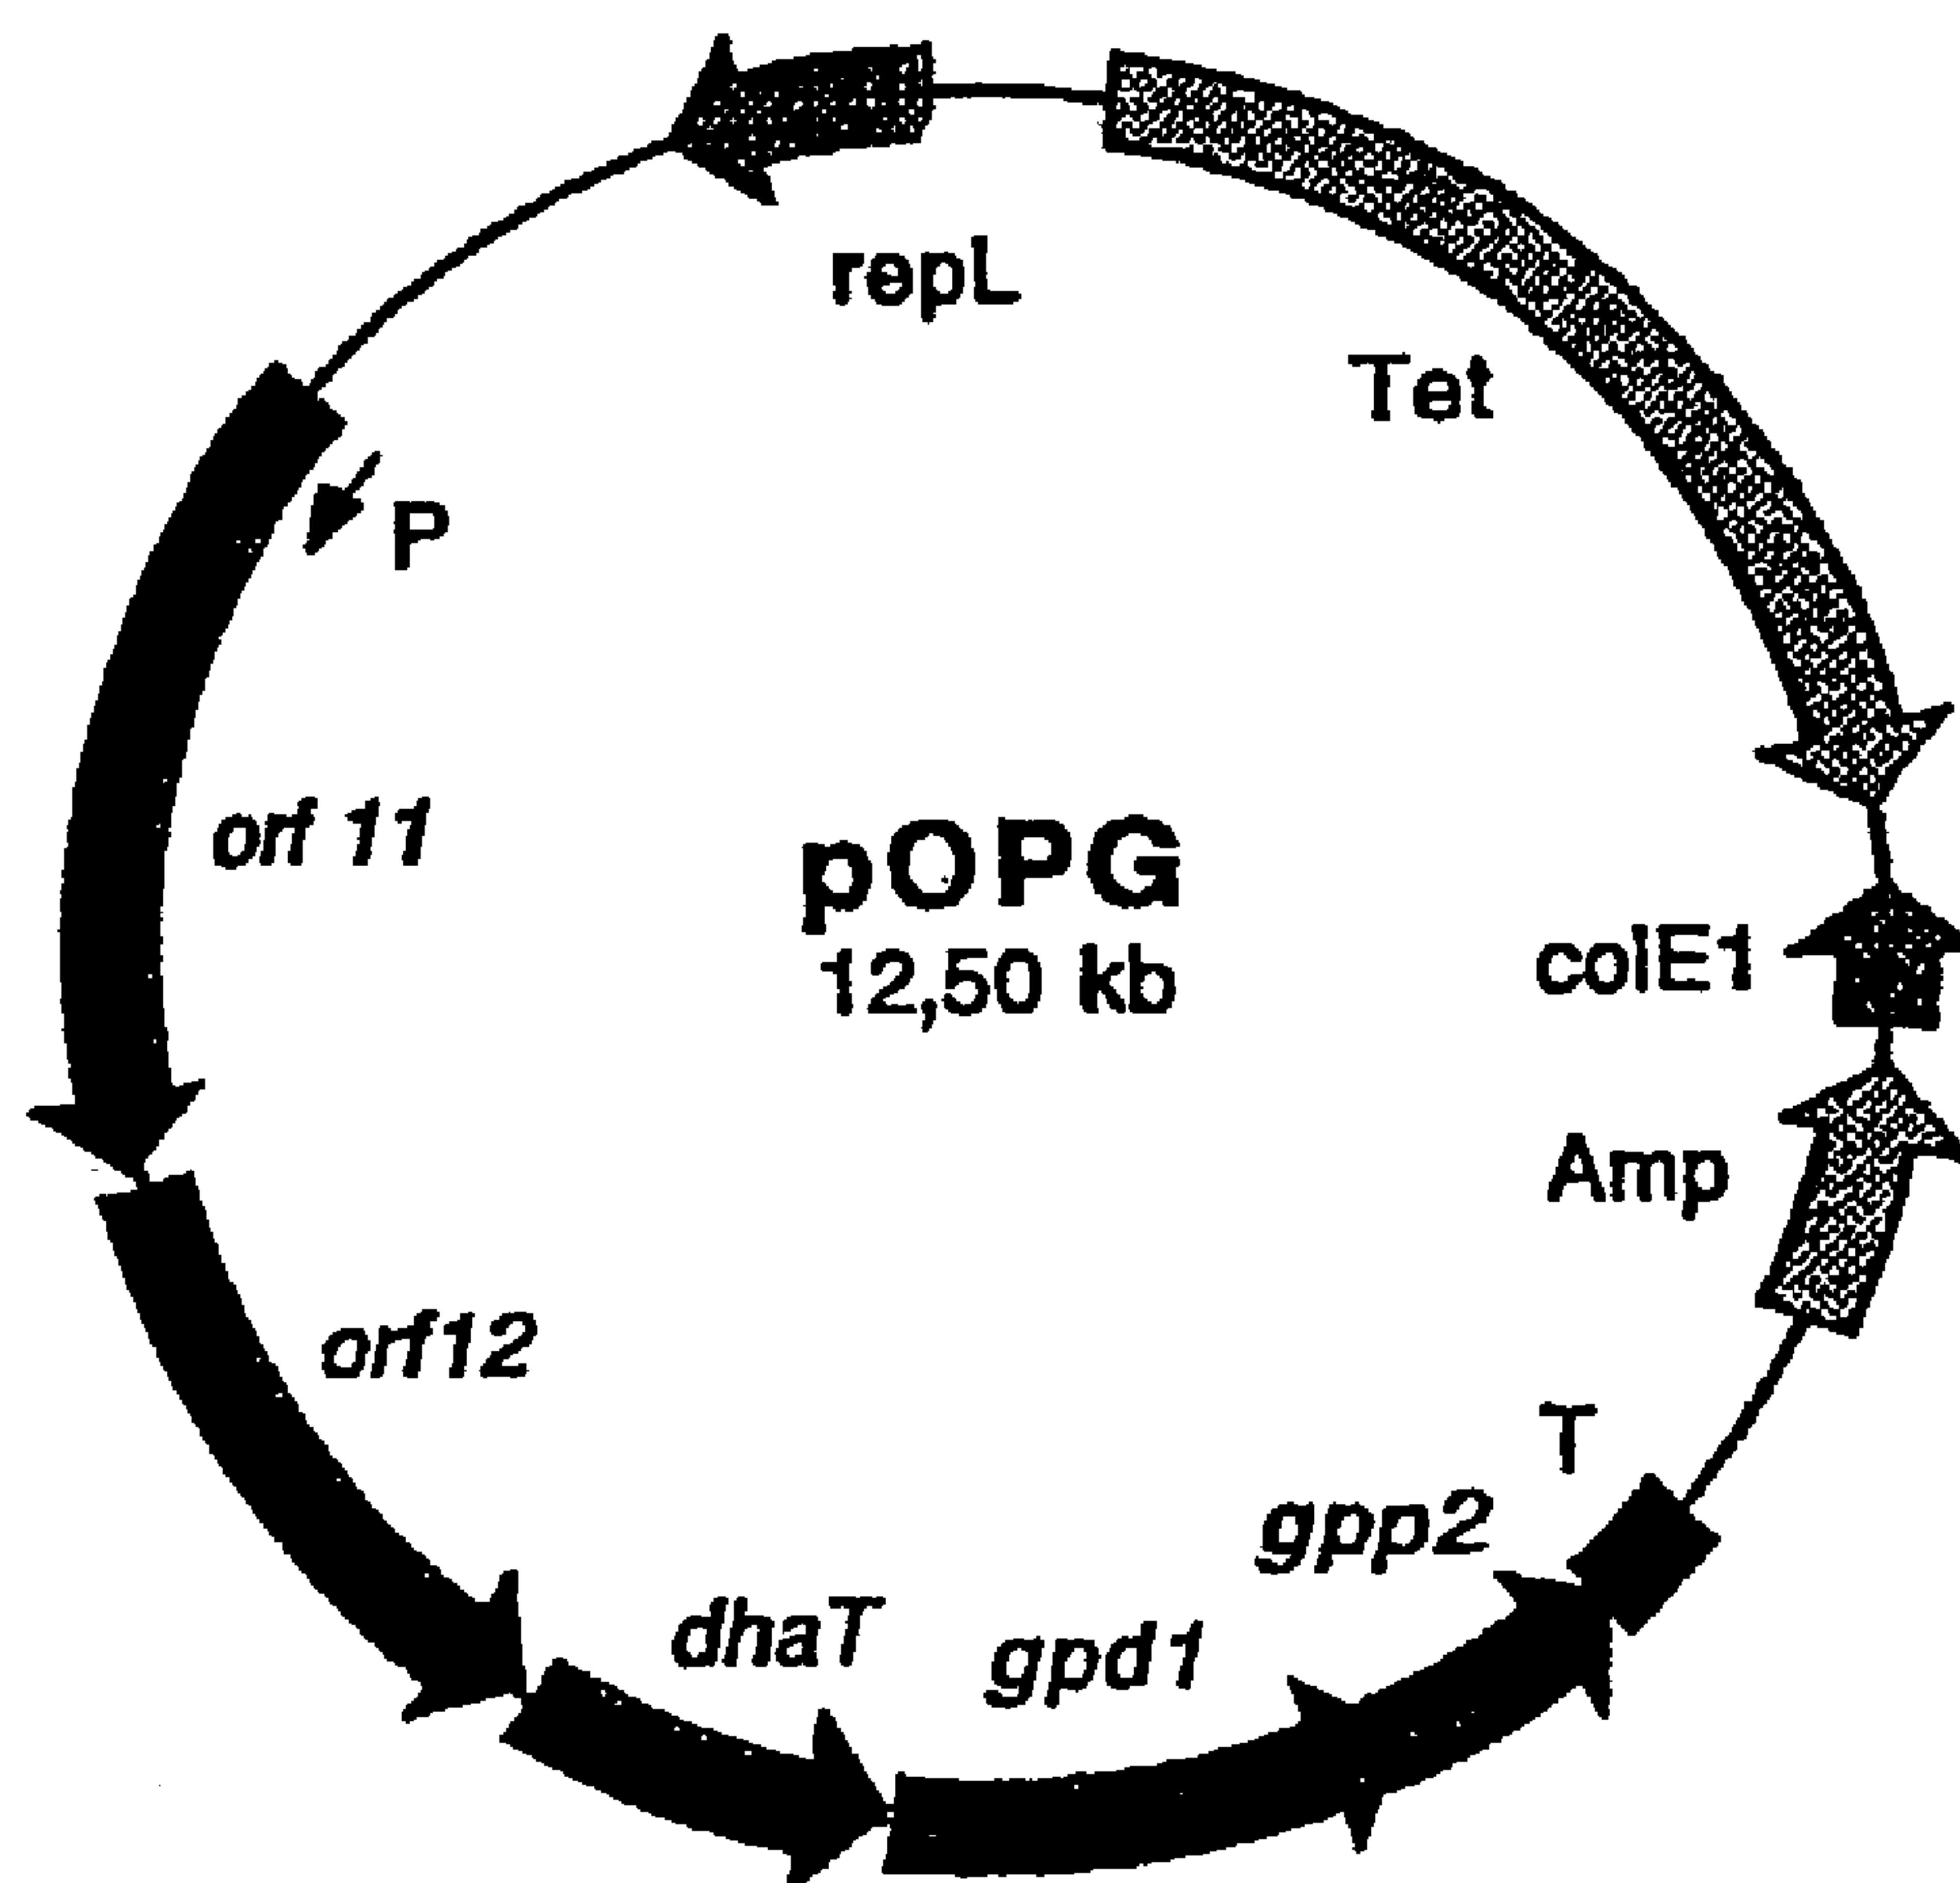 repL
Tet
P
orf 11
pOPG
12,50 kb
colE1
Amp
orf12
T
gpp2
dhaT
gpd1